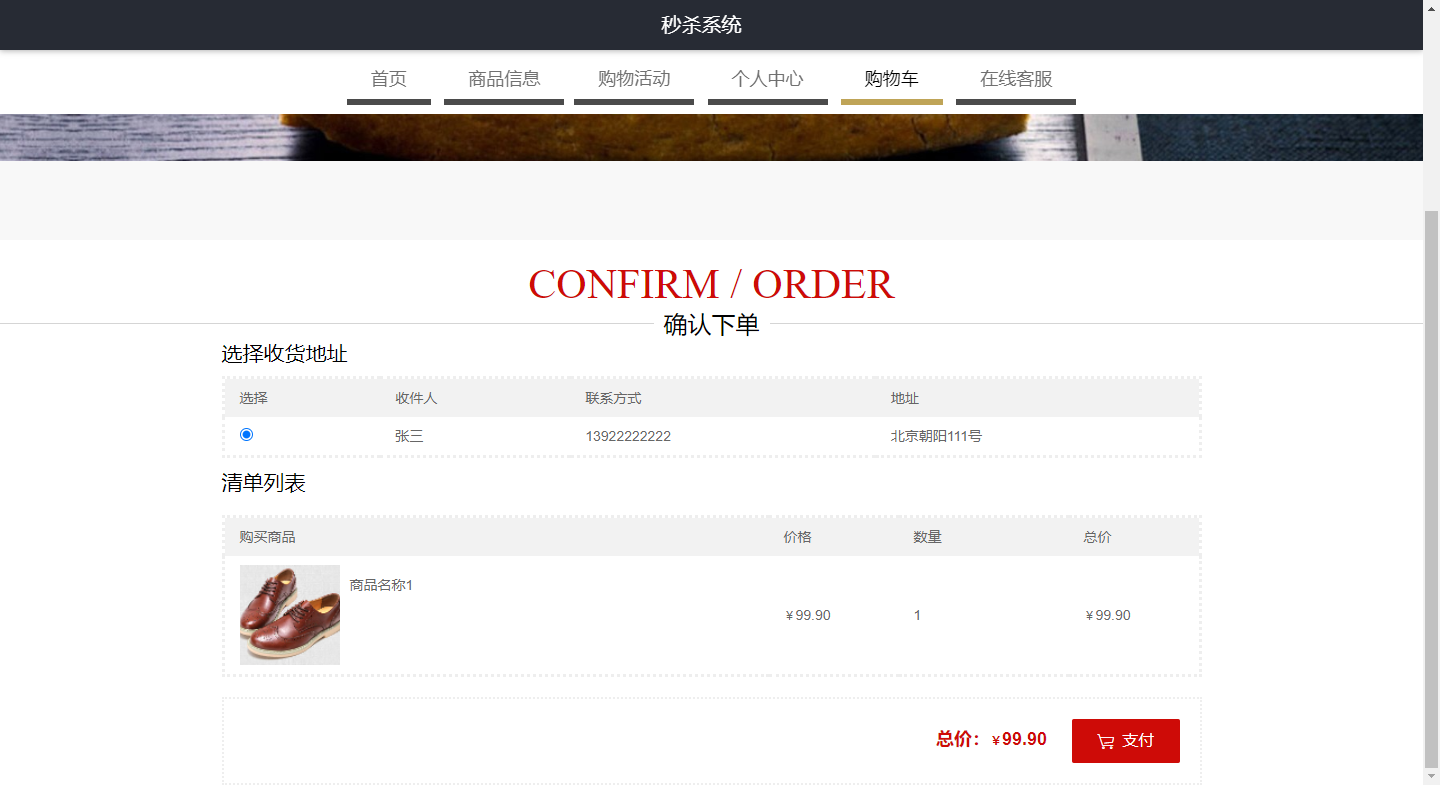 秒杀系统
首页 商品信息 购物活动 个人中心 购物车 在线客服
CONFIRM / ORDER
确认下单
选择收货地址
选择 收件人 联系方式 地址
张三 13922222222 北京朝阳111号
清单列表
购买商品 价格 数量 总价
商品名称1
￥99.90 1 ￥99.90
总价：￥99.90 支付